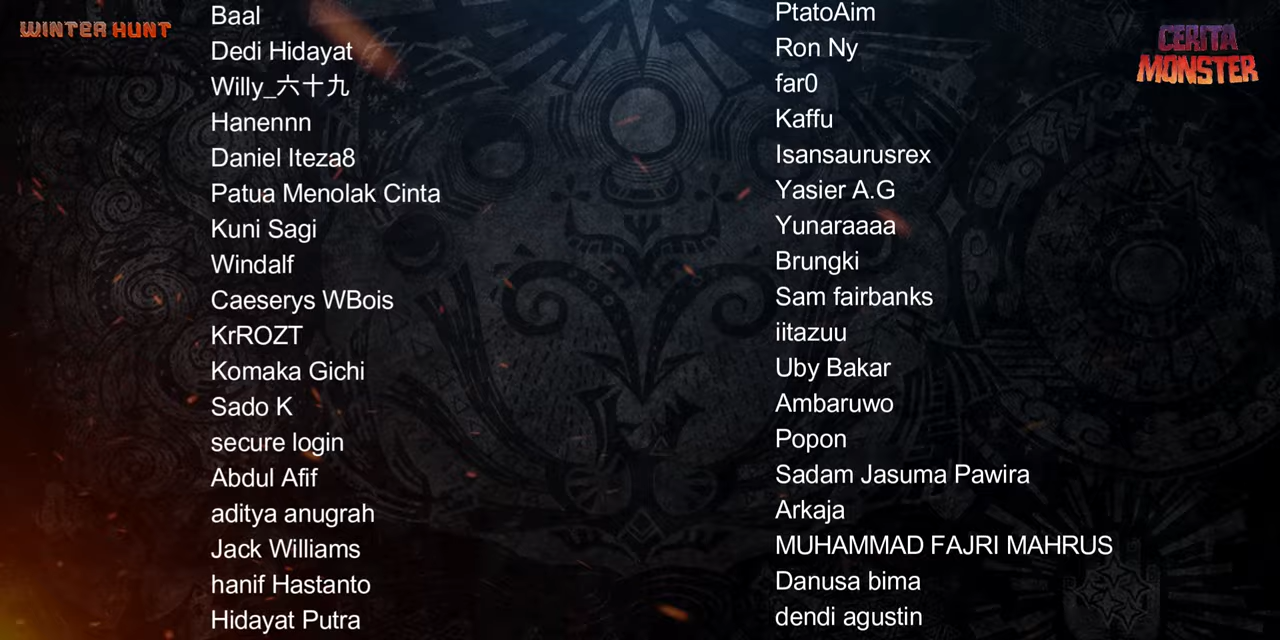 WINTER HUNT
CERITA
MONSTER
Baal
Dedi Hidayat
Willy_六十九
Hanennn
Daniel Iteza8
Patua Menolak Cinta
Kuni Sagi
Windalf
Caeserys WBois
KrROZT
Komaka Gichi
Sado K
secure login
Abdul Afif
aditya anugrah
Jack Williams
hanif Hastanto
Hidayat Putra
PtatoAim
Ron Ny
far0
Kaffu
Isansaurusrex
Yasier A.G
Yunaraaaa
Brungki
Sam fairbanks
iitazuu
Uby Bakar
Ambaruwo
Popon
Sadam Jasuma Pawira
Arkaja
MUHAMMAD FAJRI MAHRUS
Danusa bima
dendi agustin